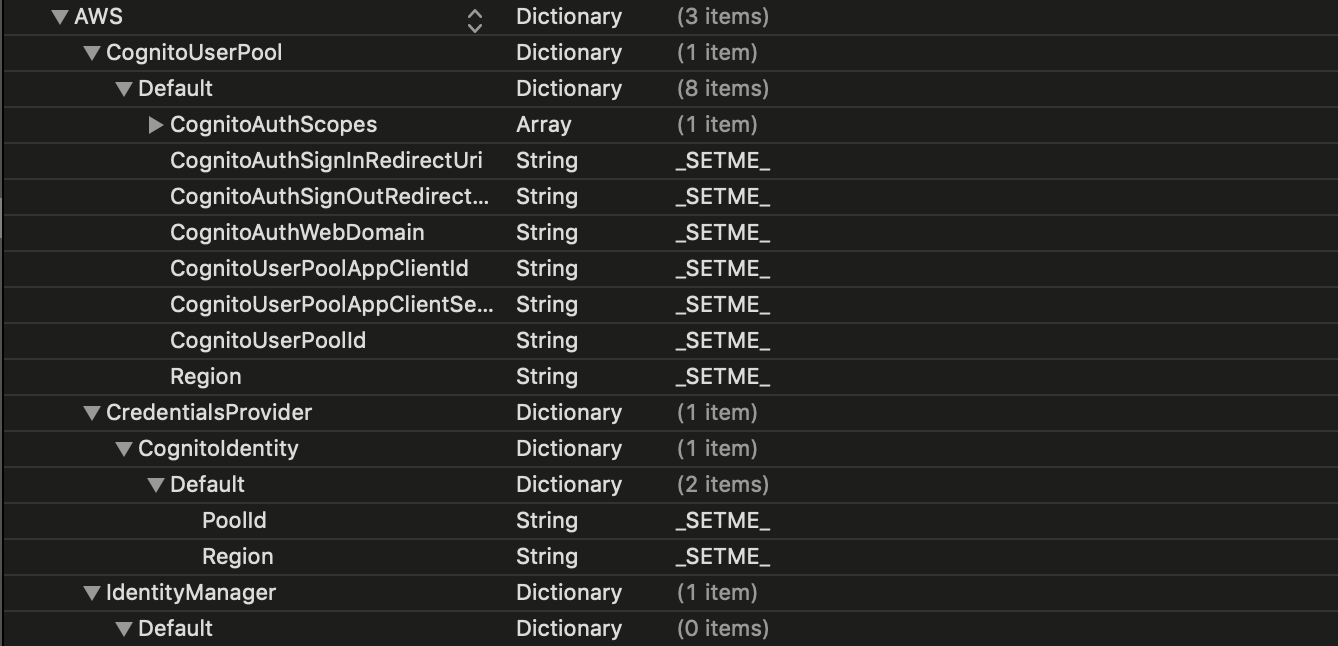 AWS Dictionary (3 items)
CognitoUserPool Dictionary (1 item)
Default Dictionary (8 items)
CognitoAuthScopes Array (1 item)
CognitoAuthSignInRedirectUri String _SETME_
CognitoAuthSignOutRedirect... String _SETME_
CognitoAuthWebDomain String _SETME_
CognitoUserPoolAppClientId String _SETME_
CognitoUserPoolAppClientSe... String _SETME_
CognitoUserPoolId String _SETME_
Region String _SETME_
CredentialsProvider Dictionary (1 item)
CognitoIdentity Dictionary (1 item)
Default Dictionary (2 items)
PoolId String _SETME_
Region String _SETME_
IdentityManager Dictionary (1 item)
Default Dictionary (0 items)